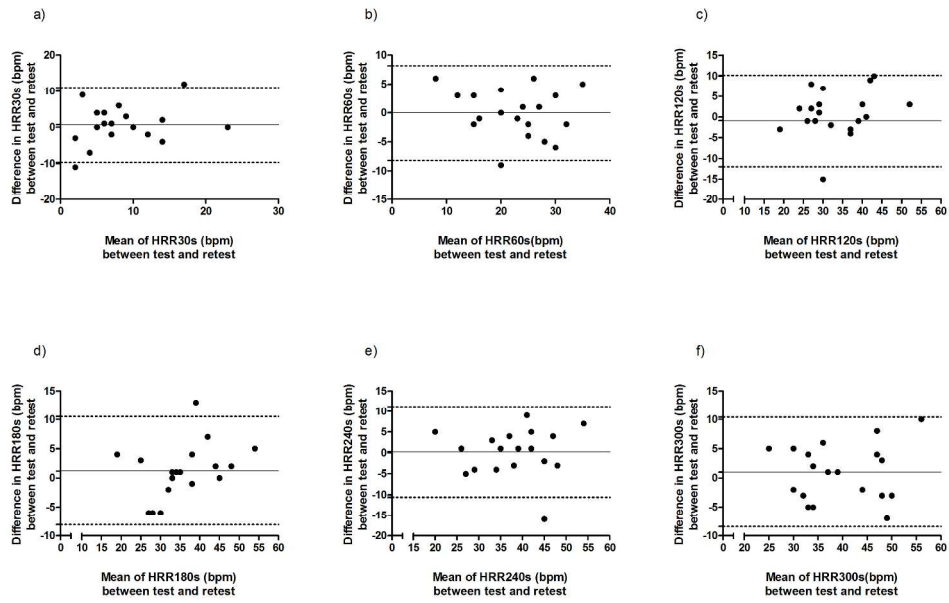 a)
Difference in HRR30s (bpm)
between test and retest
20
10
0
-10
-20
0
10
20
30
Mean of HRR30s (bpm)
between test and retest
b)
Difference in HRR60s (bpm)
between test and retest
15
10
5
0
-5
-10
-15
0
10
20
30
40
Mean of HRR60s(bpm)
between test and retest
c)
Difference in HRR120s (bpm)
between test and retest
15
10
5
0
-5
-10
-15
-20
0
10
15
20
25
30
35
40
45
50
55
60
Mean of HRR120s (bpm)
between test and retest
d)
Difference in HRR180s (bpm)
between test and retest
15
10
5
0
-5
-10
0
10
20
30
40
50
60
Mean of HRR180s (bpm)
between test and retest
e)
Difference in HRR240s (bpm)
between test and retest
15
10
5
0
-5
-10
-15
-20
0
15
25
35
45
55
Mean of HRR240s (bpm)
between test and retest
f)
Difference in HRR300s (bpm)
between test and retest
15
10
5
0
-5
-10
0
20
25
30
35
40
45
50
55
60
Mean of HRR300s(bpm)
between test and retest